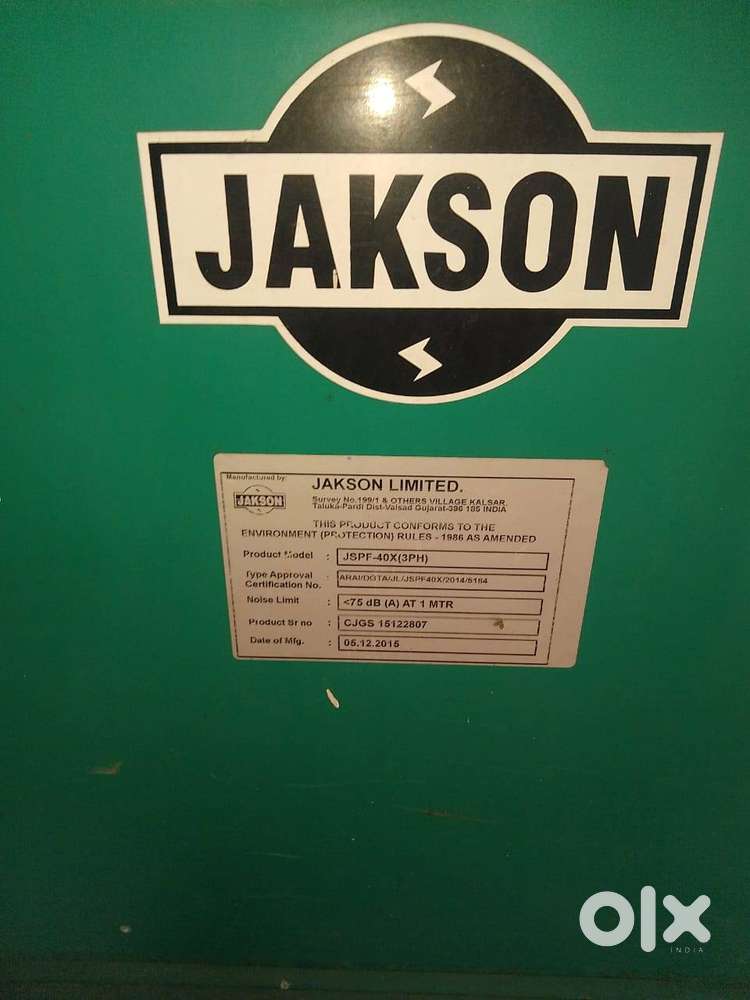 JAKSON
Manufactured by:
JAKSON
JAKSON LIMITED.
Survey No.199/1 & OTHERS VILLAGE KALSAR,
Taluka-Pardi Dist-Valsad Gujarat-396 185 INDIA
THIS PRODUCT CONFORMS TO THE
ENVIRONMENT (PROTECTION) RULES - 1986 AS AMENDED
Product Model : JSPF-40X(3PH)
Type Approval
Certification No. : ARAI/DGTA/JL/JSPF40X/2014/5164
Noise Limit : <75 dB (A) AT 1 MTR
Product Sr no : CJGS 15122807
Date of Mfg. : 05.12.2015
olx
INDIA